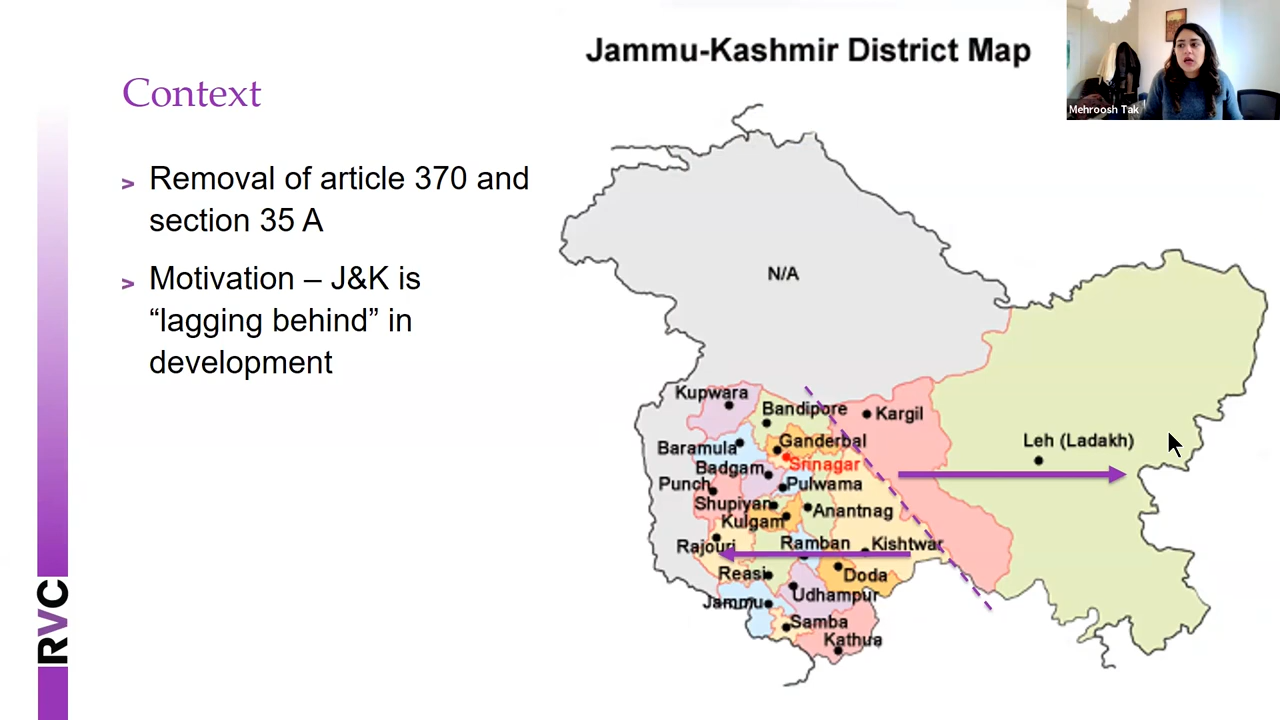 Jammu-Kashmir District Map
Mehroosh Tak
Context
> Removal of article 370 and
section 35 A
> Motivation – J&K is
“lagging behind” in
development
N/A
Kupwara
Bandipore
Kargil
Baramula
Ganderbal
Leh (Ladakh)
Badgam
Srinagar
Punch
Pulwama
Shupiyan
Anantnag
Kulgam
Rajouri
Ramban
Kishtwar
Reasi
Doda
Jammu
Udhampur
Samba
Kathua
RVC